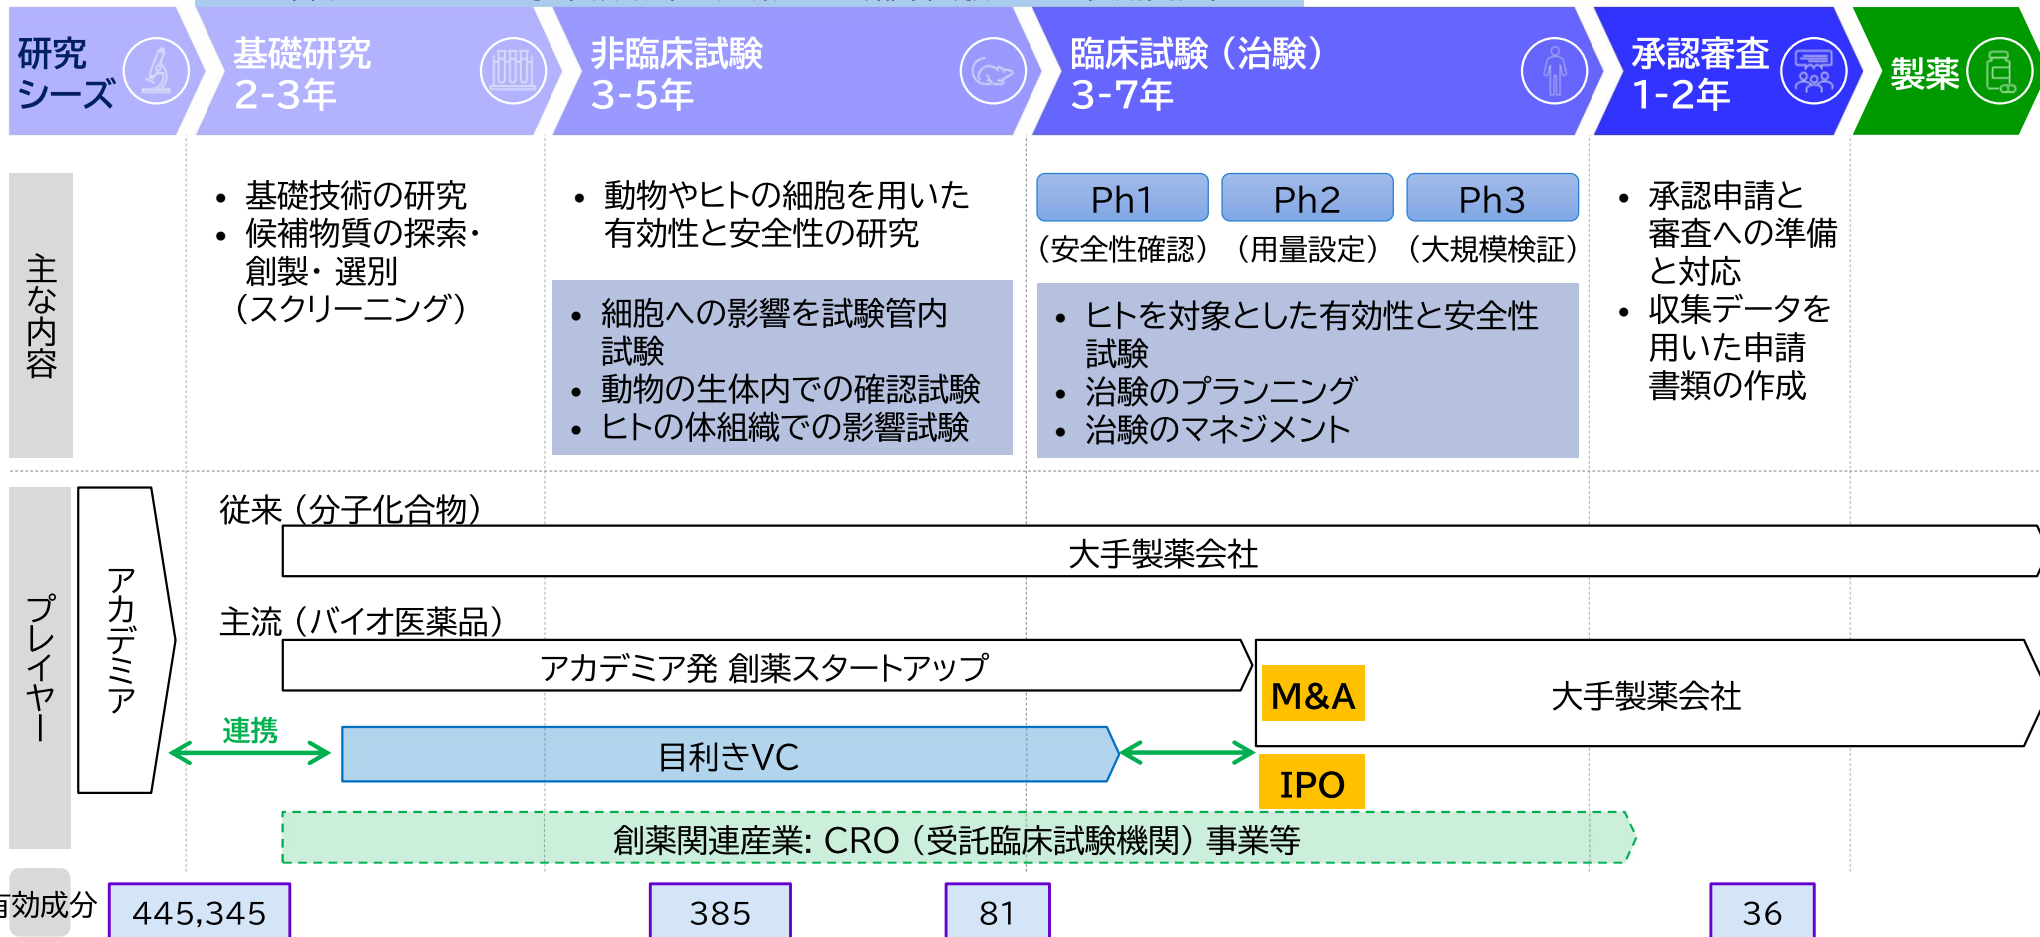 研究
シーズ
基礎研究
2-3年
非臨床試験
3-5年
臨床試験（治験）
3-7年
承認審査
1-2年
製薬
主な内容
• 基礎技術の研究
• 候補物質の探索・
創製・ 選別
（スクリーニング）
• 動物やヒトの細胞を用いた
有効性と安全性の研究
• 細胞への影響を試験管内
試験
• 動物の生体内での確認試験
• ヒトの体組織での影響試験
Ph1
Ph2
Ph3
（安全性確認）
（用量設定）
（大規模検証）
• ヒトを対象とした有効性と安全性
試験
• 治験のプランニング
• 治験のマネジメント
• 承認申請と
審査への準備
と対応
• 収集データを
用いた申請
書類の作成
プレイヤー
アカデミア
従来（分子化合物）
大手製薬会社
主流（バイオ医薬品）
アカデミア発 創薬スタートアップ
M&A
大手製薬会社
連携
目利きVC
IPO
創薬関連産業: CRO（受託臨床試験機関）事業等
有効成分
445,345
385
81
36